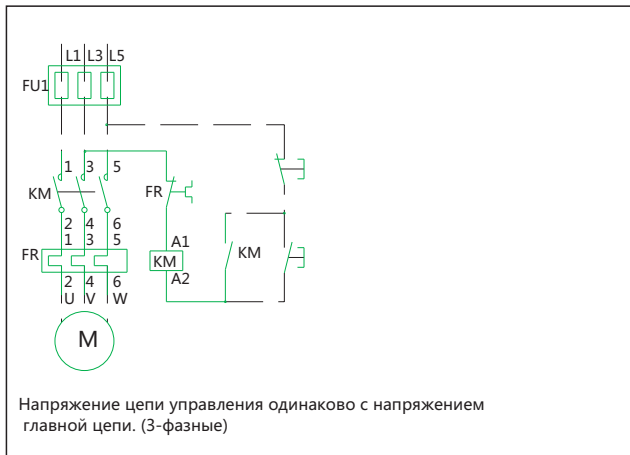 L1 L3 L5
FU1
1 3 5
KM
FR
2 4 6
1 3 5
A1
FR
KM
KM
A2
2 4 6
U V W
M
Напряжение цепи управления одинаково с напряжением
главной цепи. (3-фазные)